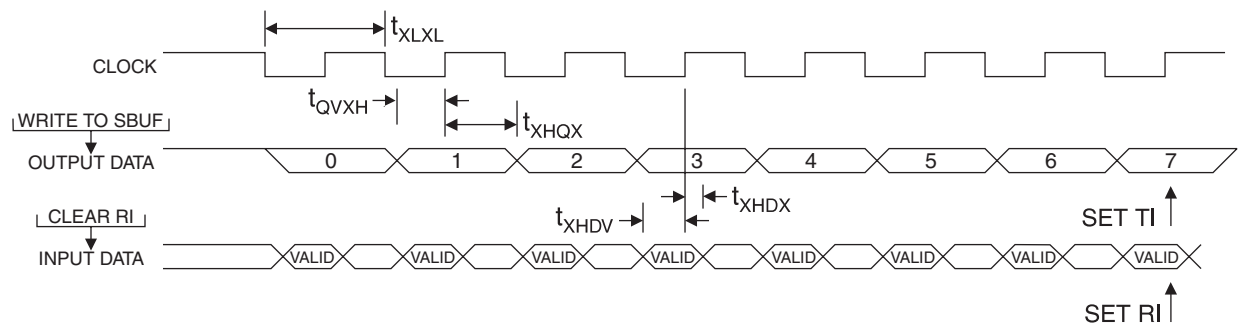 tXLXL
CLOCK
tQVXH
tXHQX
WRITE TO SBUF
OUTPUT DATA
0 1 2 3 4 5 6 7
tXHDX
tXHDV
SET TI
CLEAR RI
INPUT DATA
VALID VALID VALID VALID VALID VALID VALID VALID
SET RI